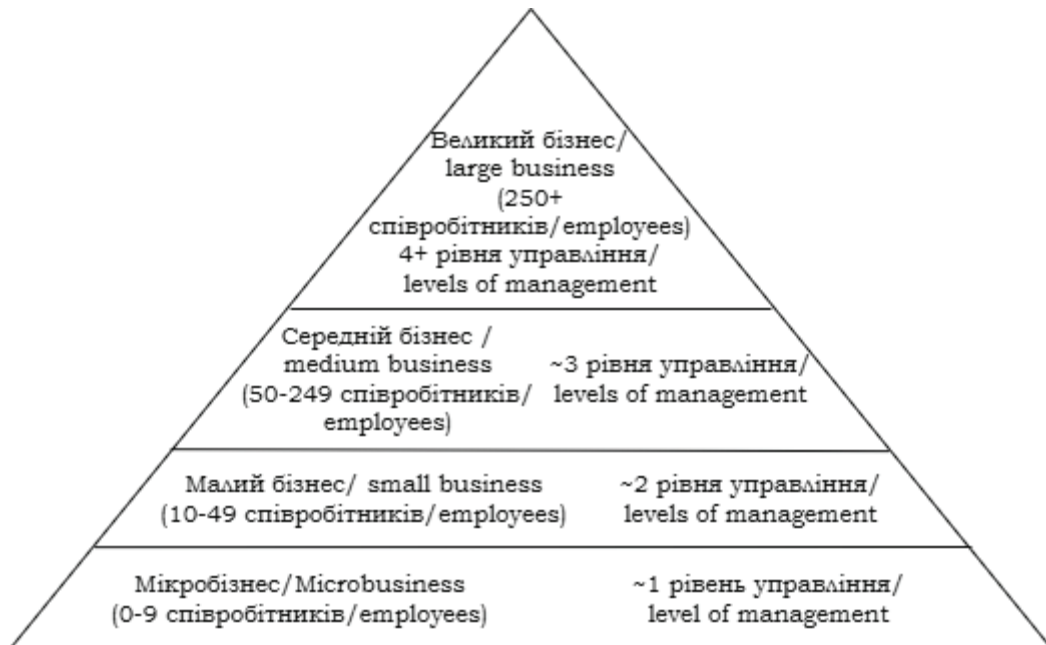 Великий бізнес/
large business
(250+
співробітників/employees)
4+ рівня управління/
levels of management
Середній бізнес /
medium business
(50-249 співробітників/
employees)
~3 рівня управління/
levels of management
Малий бізнес/ small business
(10-49 співробітників/employees)
~2 рівня управління/
levels of management
Мікробізнес/Microbusiness
(0-9 співробітників/employees)
~1 рівень управління/
level of management